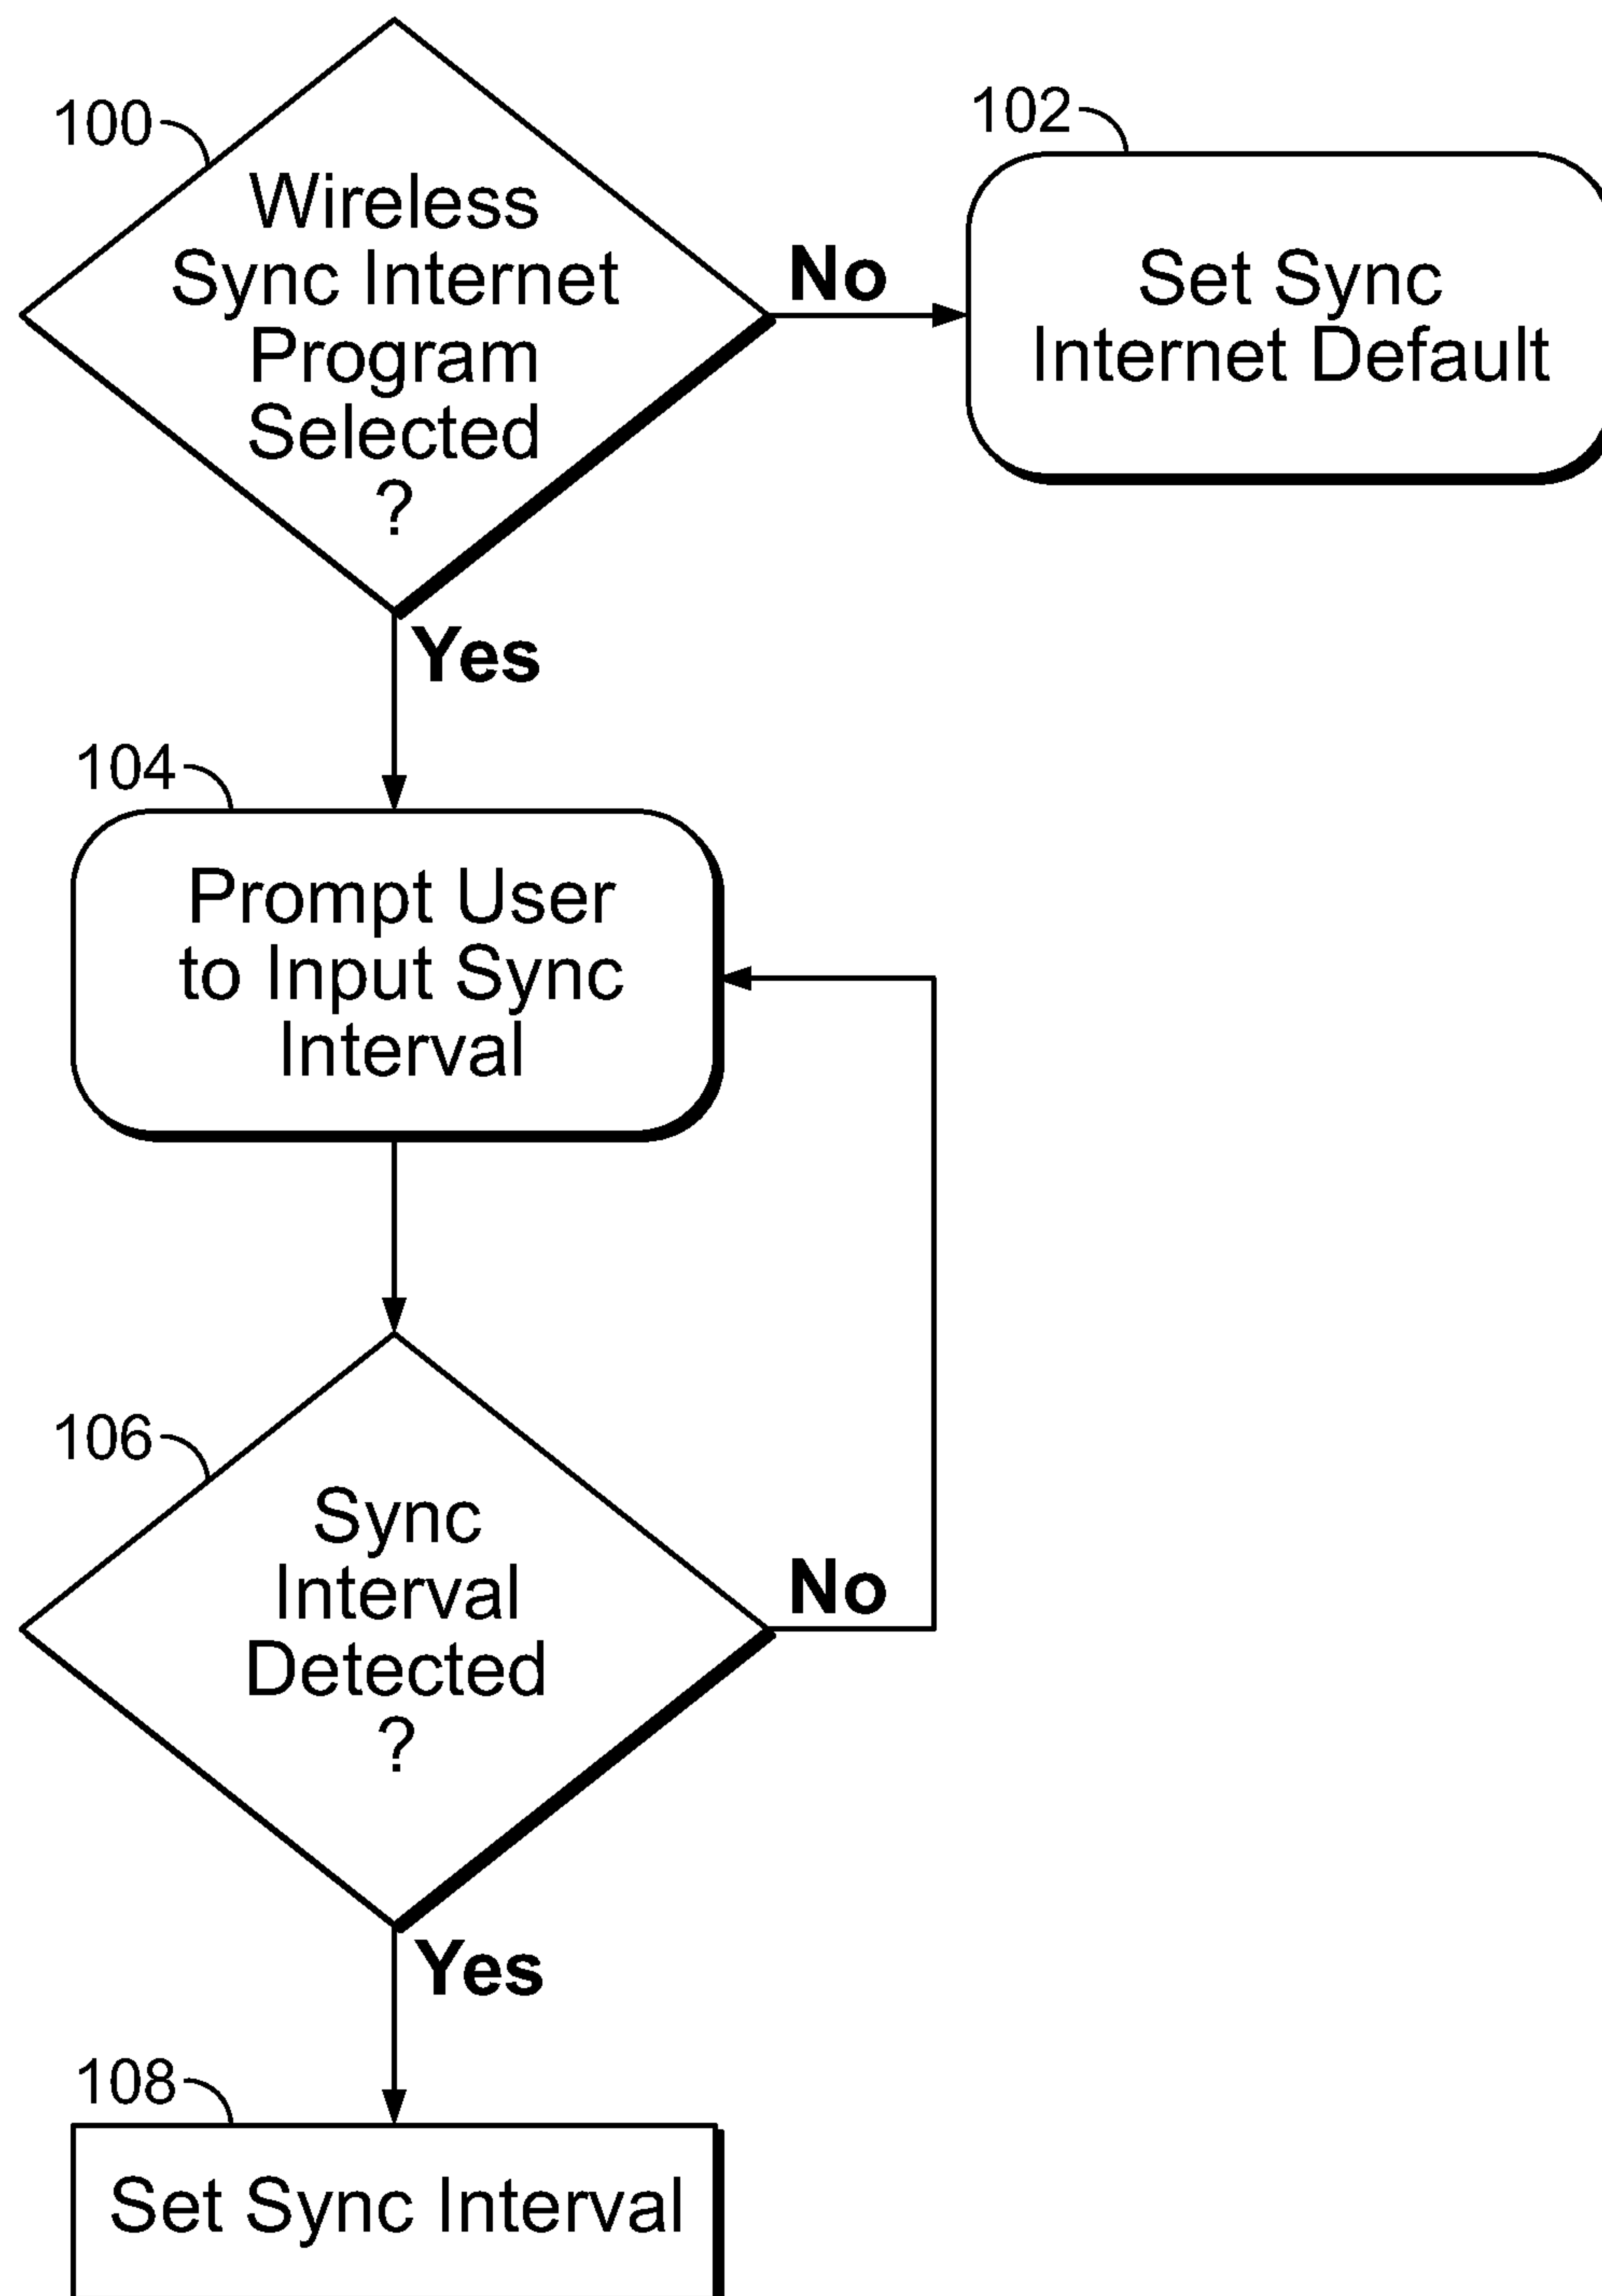 100
Wireless
Sync Internet
Program
Selected
?
No
102
Set Sync
Internet Default
Yes
104
Prompt User
to Input Sync
Interval
106
Sync
Interval
Detected
?
No
Yes
108
Set Sync Interval